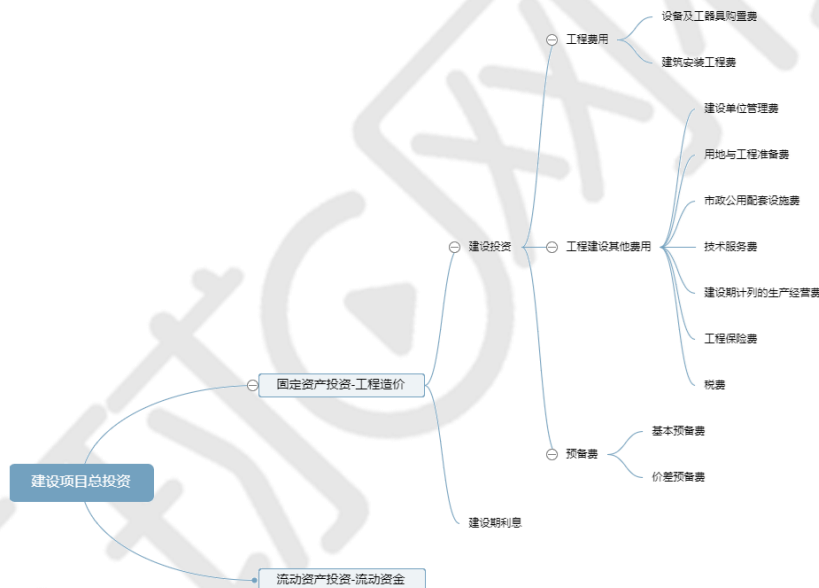 设备及工器具购置费
工程费用
建筑安装工程费
建设单位管理费
用地与工程准备费
市政公用配套设施费
建设投资
工程建设其他费用
技术服务费
建设期计列的生产经营费
工程保险费
税费
固定资产投资-工程造价
基本预备费
预备费
价差预备费
建设项目总投资
建设期利息
流动资产投资-流动资金